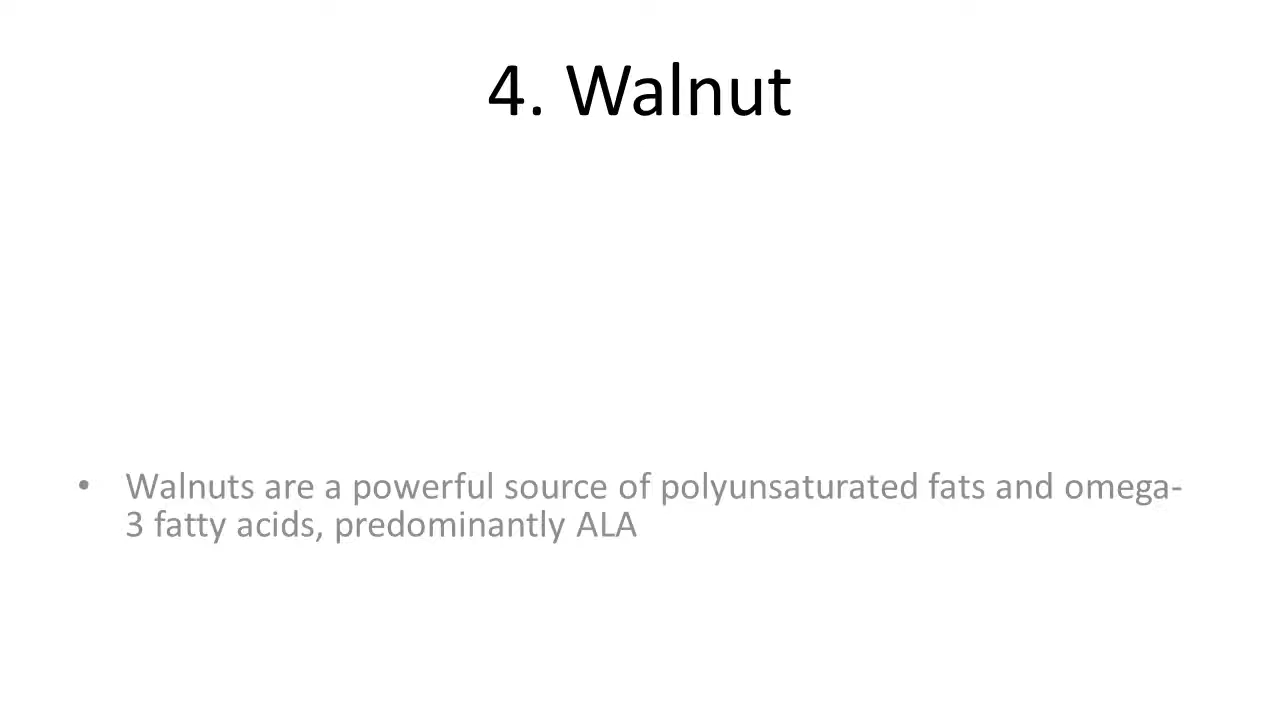 4. Walnut
• Walnuts are a powerful source of polyunsaturated fats and omega-
3 fatty acids, predominantly ALA